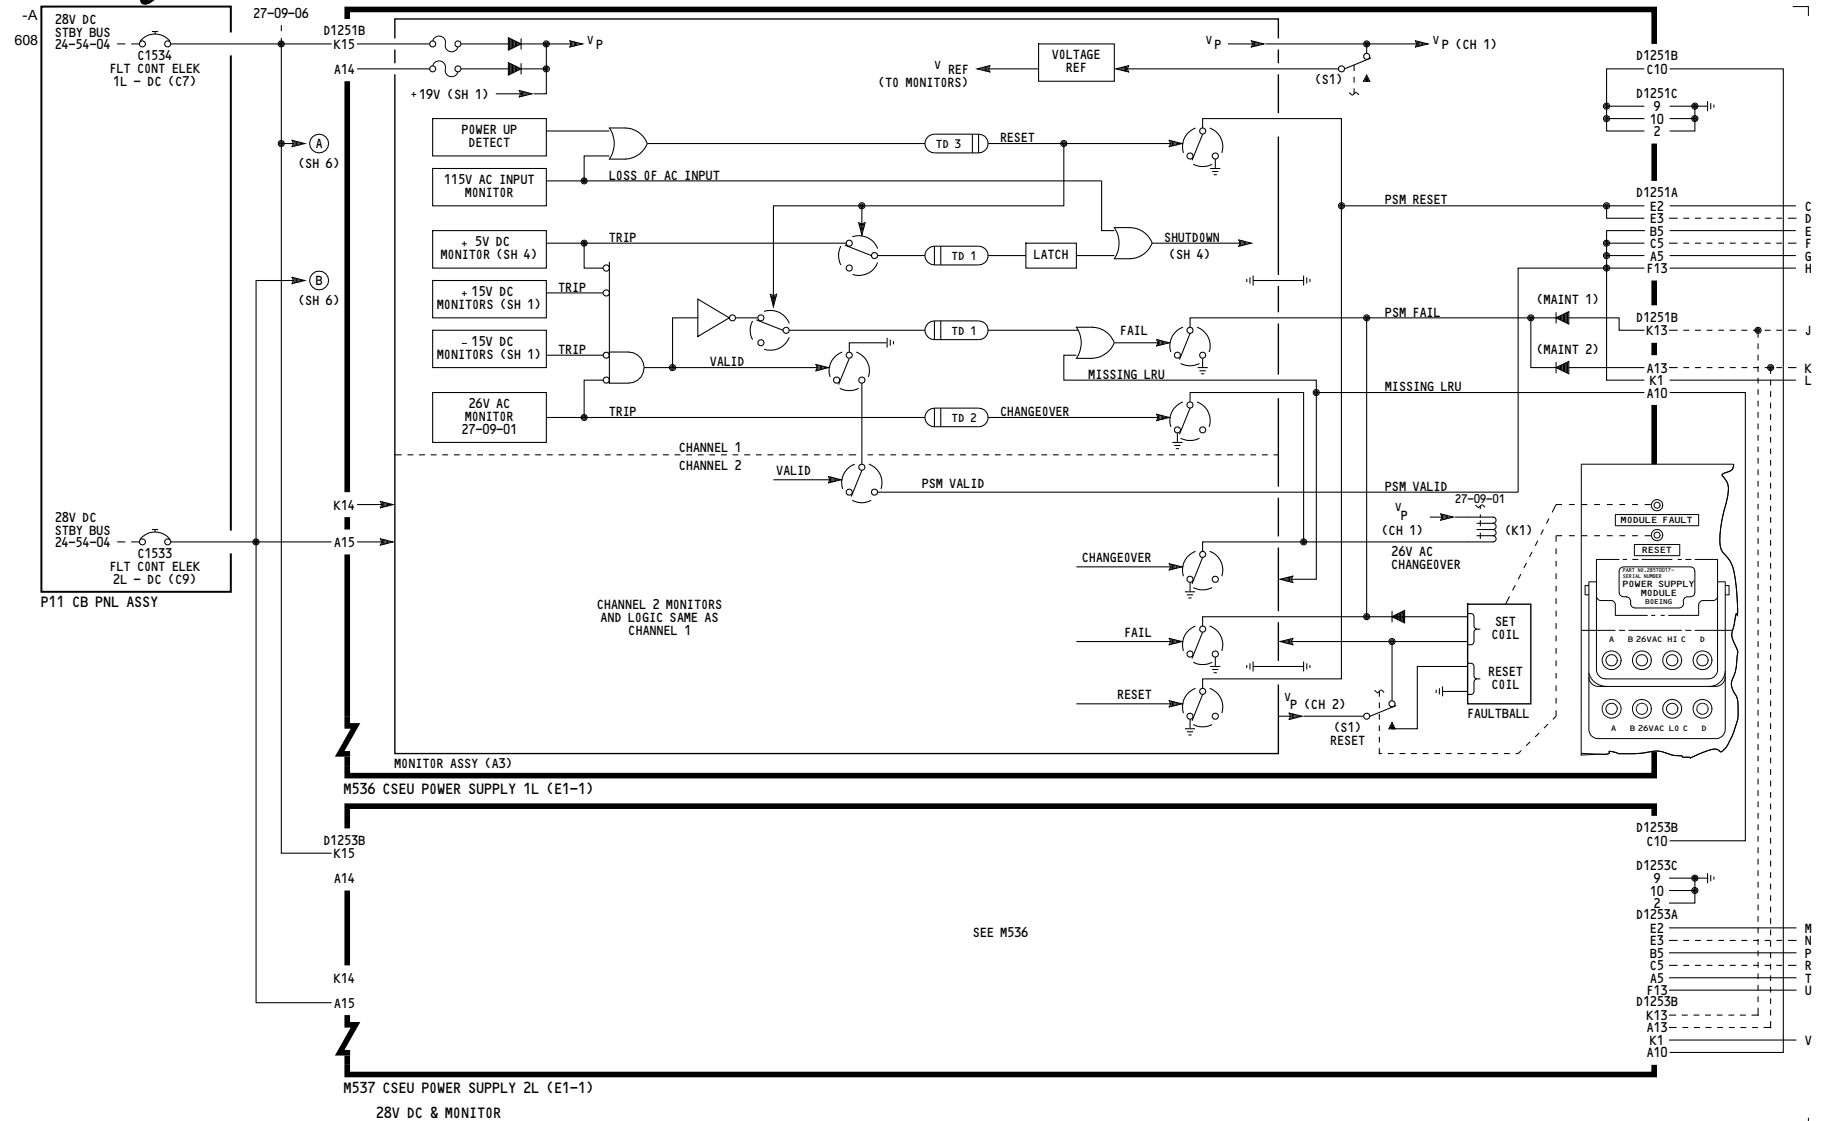 -A
608
28V DC
STBY BUS
24-54-04
C1534
FLT CONT ELEK
1L - DC (C7)
27-09-06
A
(SH 6)
B
(SH 6)
28V DC
STBY BUS
24-54-04
C1533
FLT CONT ELEK
2L - DC (C9)
P11 CB PNL ASSY
D1251B
K15
A14
K14
A15
VP
+19V (SH 1)
POWER UP
DETECT
115V AC INPUT
MONITOR
+ 5V DC
MONITOR (SH 4)
+ 15V DC
MONITORS (SH 1)
- 15V DC
MONITORS (SH 1)
26V AC
MONITOR
27-09-01
LOSS OF AC INPUT
TRIP
TRIP
TRIP
TRIP
VALID
TD 3
RESET
TD 1
LATCH
SHUTDOWN
(SH 4)
TD 1
FAIL
MISSING LRU
TD 2
CHANGEOVER
CHANNEL 1
CHANNEL 2
VALID
PSM VALID
V REF
(TO MONITORS)
VOLTAGE
REF
VP
VP (CH 1)
(S1)
CHANNEL 2 MONITORS
AND LOGIC SAME AS
CHANNEL 1
CHANGEOVER
FAIL
RESET
PSM RESET
PSM FAIL
MISSING LRU
PSM VALID
27-09-01
VP
(CH 1)
(K1)
26V AC
CHANGEOVER
VP (CH 2)
(S1)
RESET
SET
COIL
RESET
COIL
FAULTBALL
(MAINT 1)
(MAINT 2)
D1251B
C10
D1251C
9
10
2
D1251A
E2 C
E3 D
B5 E
C5 F
A5 G
F13 H
D1251B
K13 J
A13 K
K1 L
A10
MODULE FAULT
RESET
PART NO.285T0017-
SERIAL NUMBER
POWER SUPPLY
MODULE
BOEING
A B 26VAC HI C D
A B 26VAC LO C D
MONITOR ASSY (A3)
M536 CSEU POWER SUPPLY 1L (E1-1)
D1253B
K15
A14
K14
A15
SEE M536
D1253B
C10
D1253C
9
10
2
D1253A
E2 M
E3 N
B5 P
C5 R
A5 T
F13 U
D1253B
K13
A13
K1 V
A10
M537 CSEU POWER SUPPLY 2L (E1-1)
28V DC & MONITOR